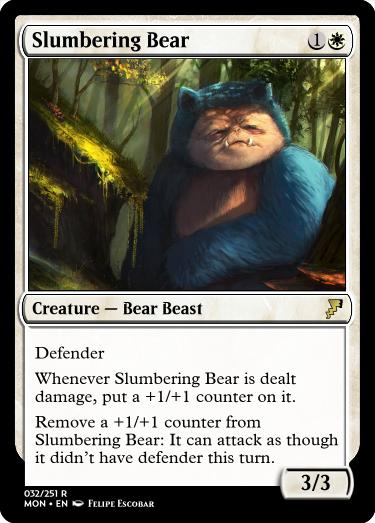 Slumbering Bear 1
Creature — Bear Beast
Defender
Whenever Slumbering Bear is dealt
damage, put a +1/+1 counter on it.
Remove a +1/+1 counter from
Slumbering Bear: It can attack as though
it didn't have defender this turn.
3/3
032/251 R
MON • EN Felipe Escobar